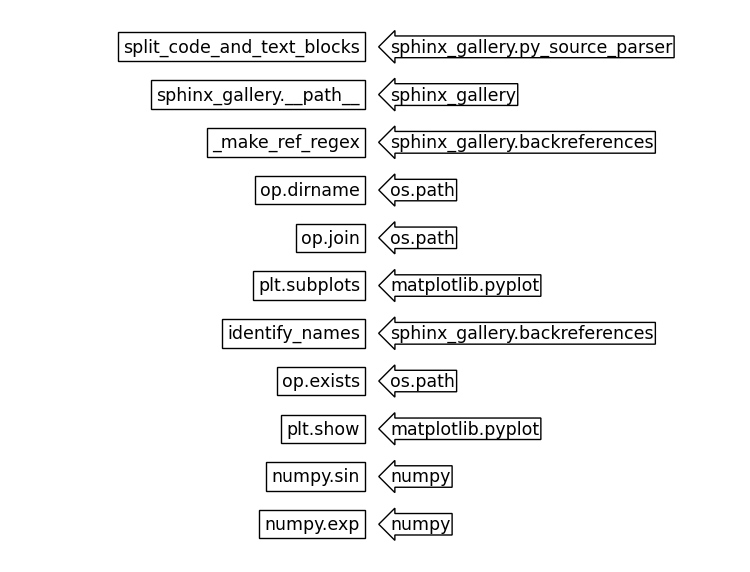 split_code_and_text_blocks sphinx_gallery.py_source_parser
sphinx_gallery.__path__ sphinx_gallery
_make_ref_regex sphinx_gallery.backreferences
op.dirname os.path
op.join os.path
plt.subplots matplotlib.pyplot
identify_names sphinx_gallery.backreferences
op.exists os.path
plt.show matplotlib.pyplot
numpy.sin numpy
numpy.exp numpy